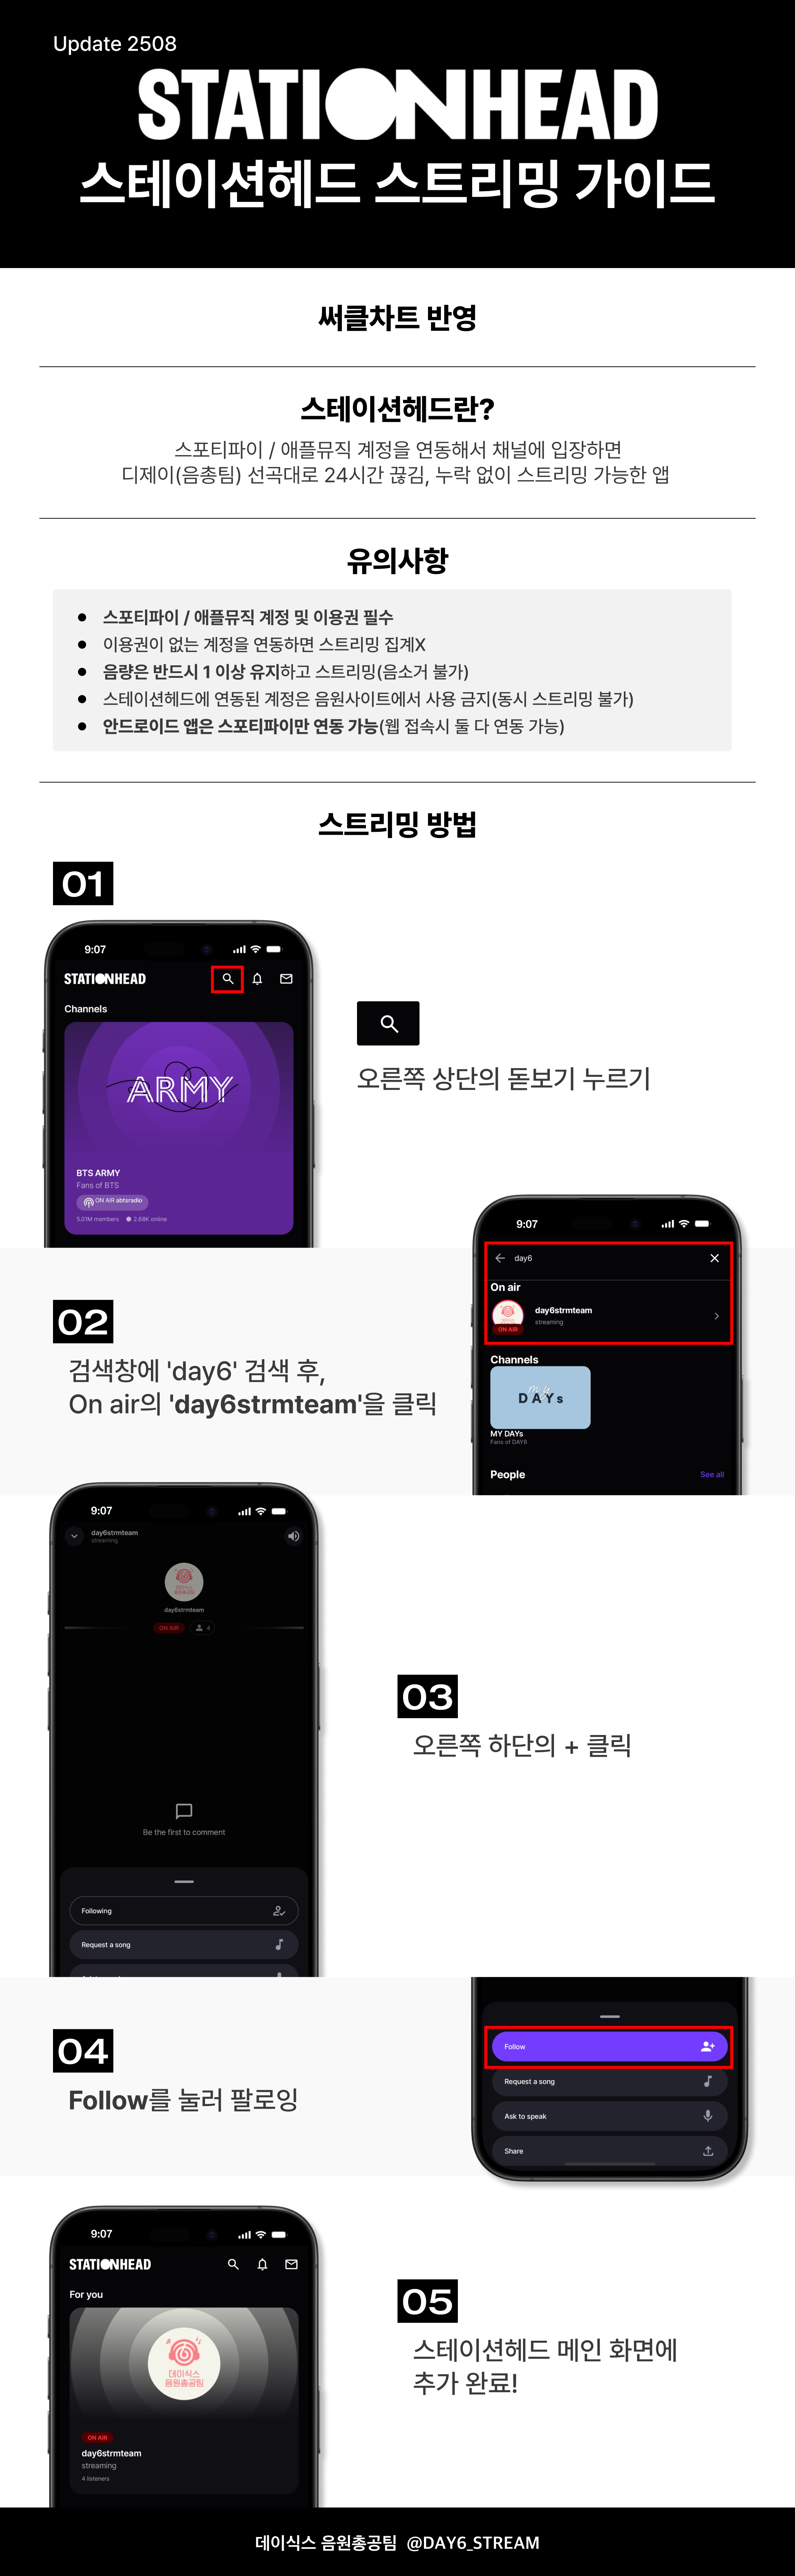 Update 2508
STATIONHEAD
스테이션헤드 스트리밍 가이드
써클차트 반영
스테이션헤드란?
스포티파이 / 애플뮤직 계정을 연동해서 채널에 입장하면
디제이(음총팀) 선곡대로 24시간 끊김, 누락 없이 스트리밍 가능한 앱
유의사항
● 스포티파이 / 애플뮤직 계정 및 이용권 필수
● 이용권이 없는 계정을 연동하면 스트리밍 집계X
● 음량은 반드시 1 이상 유지하고 스트리밍(음소거 불가)
● 스테이션헤드에 연동된 계정은 음원사이트에서 사용 금지(동시 스트리밍 불가)
● 안드로이드 앱은 스포티파이만 연동 가능(웹 접속시 둘 다 연동 가능)
스트리밍 방법
01
9:07
STATIONHEAD
Channels
ARMY
BTS ARMY
Fans of BTS
ON AIR abtsradio
5.01M members ● 2.68K online
오른쪽 상단의 돋보기 누르기
02
검색창에 'day6' 검색 후,
On air의 'day6strmteam'을 클릭
9:07
day6
On air
day6strmteam
streaming
ON AIR
Channels
my
DAYs
MY DAYs
Fans of DAY6
People See all
9:07
day6strmteam
streaming
데이식스
음원총공팀
day6strmteam
ON AIR 4
Be the first to comment
Following
Request a song
03
오른쪽 하단의 + 클릭
04
Follow를 눌러 팔로잉
Follow
Request a song
Ask to speak
Share
9:07
STATIONHEAD
For you
데이식스
음원총공팀
ON AIR
day6strmteam
streaming
4 listeners
05
스테이션헤드 메인 화면에
추가 완료!
데이식스 음원총공팀 @DAY6_STREAM